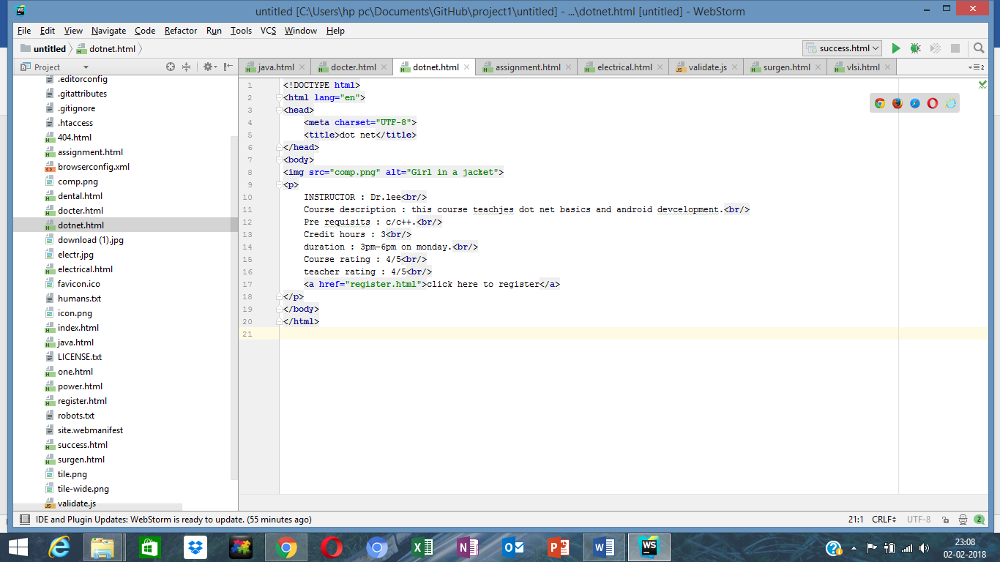 untitled [C:\Users\hp pc\Documents\GitHub\project1\untitled] - ...\dotnet.html [untitled] - WebStorm
File Edit View Navigate Code Refactor Run Tools VCS Window Help
untitled dotnet.html success.html
Project java.html docter.html dotnet.html assignment.html electrical.html validate.js surgen.html vlsi.html 2
.editorconfig
.gitattributes
.gitignore
.htaccess
404.html
assignment.html
browserconfig.xml
comp.png
dental.html
docter.html
dotnet.html
download (1).jpg
electr.jpg
electrical.html
favicon.ico
humans.txt
icon.png
index.html
java.html
LICENSE.txt
one.html
power.html
register.html
robots.txt
site.webmanifest
success.html
surgen.html
tile.png
tile-wide.png
validate.js
1 <!DOCTYPE html>
2 <html lang="en">
3 <head>
4 <meta charset="UTF-8">
5 <title>dot net</title>
6 </head>
7 <body>
8 <img src="comp.png" alt="Girl in a jacket">
9 <p>
10 INSTRUCTOR : Dr.lee<br/>
11 Course description : this course teachjes dot net basics and android devcelopment.<br/>
12 Pre requisits : c/c++.<br/>
13 Credit hours : 3<br/>
14 duration : 3pm-6pm on monday.<br/>
15 Course rating : 4/5<br/>
16 teacher rating : 4/5<br/>
17 <a href="register.html">click here to register</a>
18 </p>
19 </body>
20 </html>
21
IDE and Plugin Updates: WebStorm is ready to update. (55 minutes ago) 21:1 CRLF UTF-8 2
23:08
02-02-2018